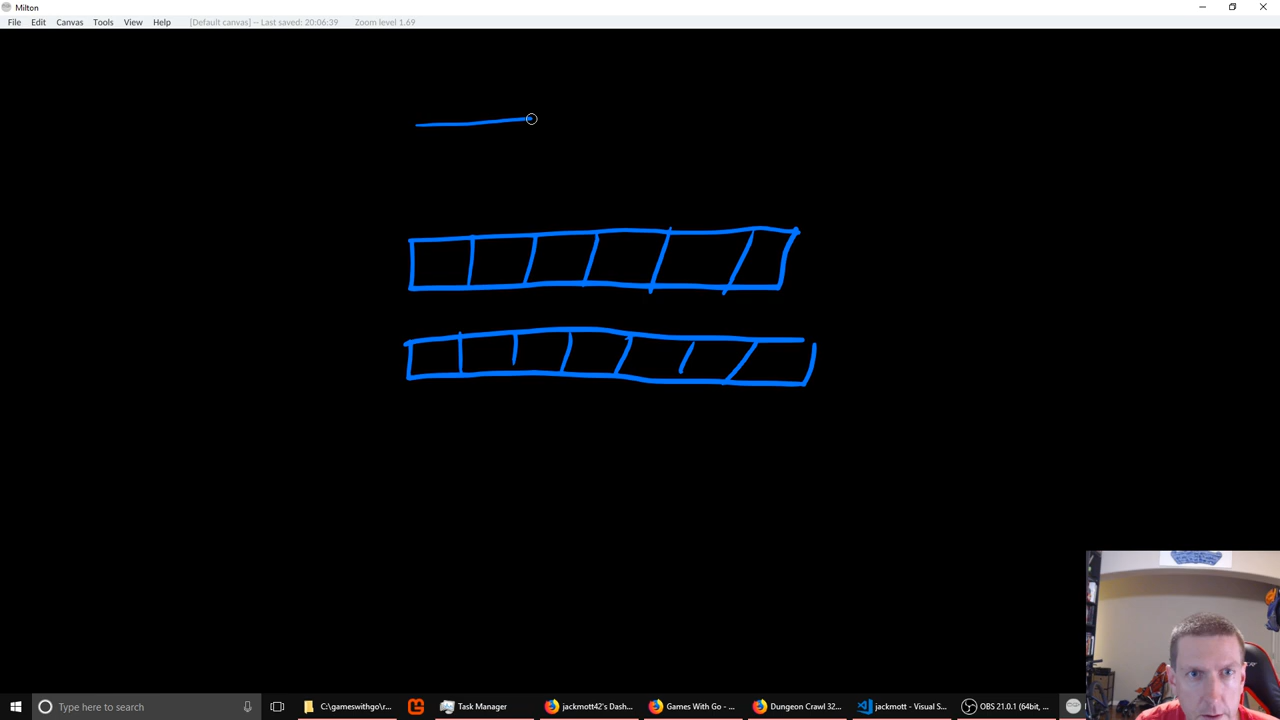 Milton
File Edit Canvas Tools View Help [Default canvas] -- Last saved: 20:06:39 Zoom level 1.69
Type here to search
C:\gameswithgo\r...
Task Manager
jackmott42's Dash...
Games With Go - ...
Dungeon Crawl 32...
jackmott - Visual S...
OBS 21.0.1 (64bit, ...